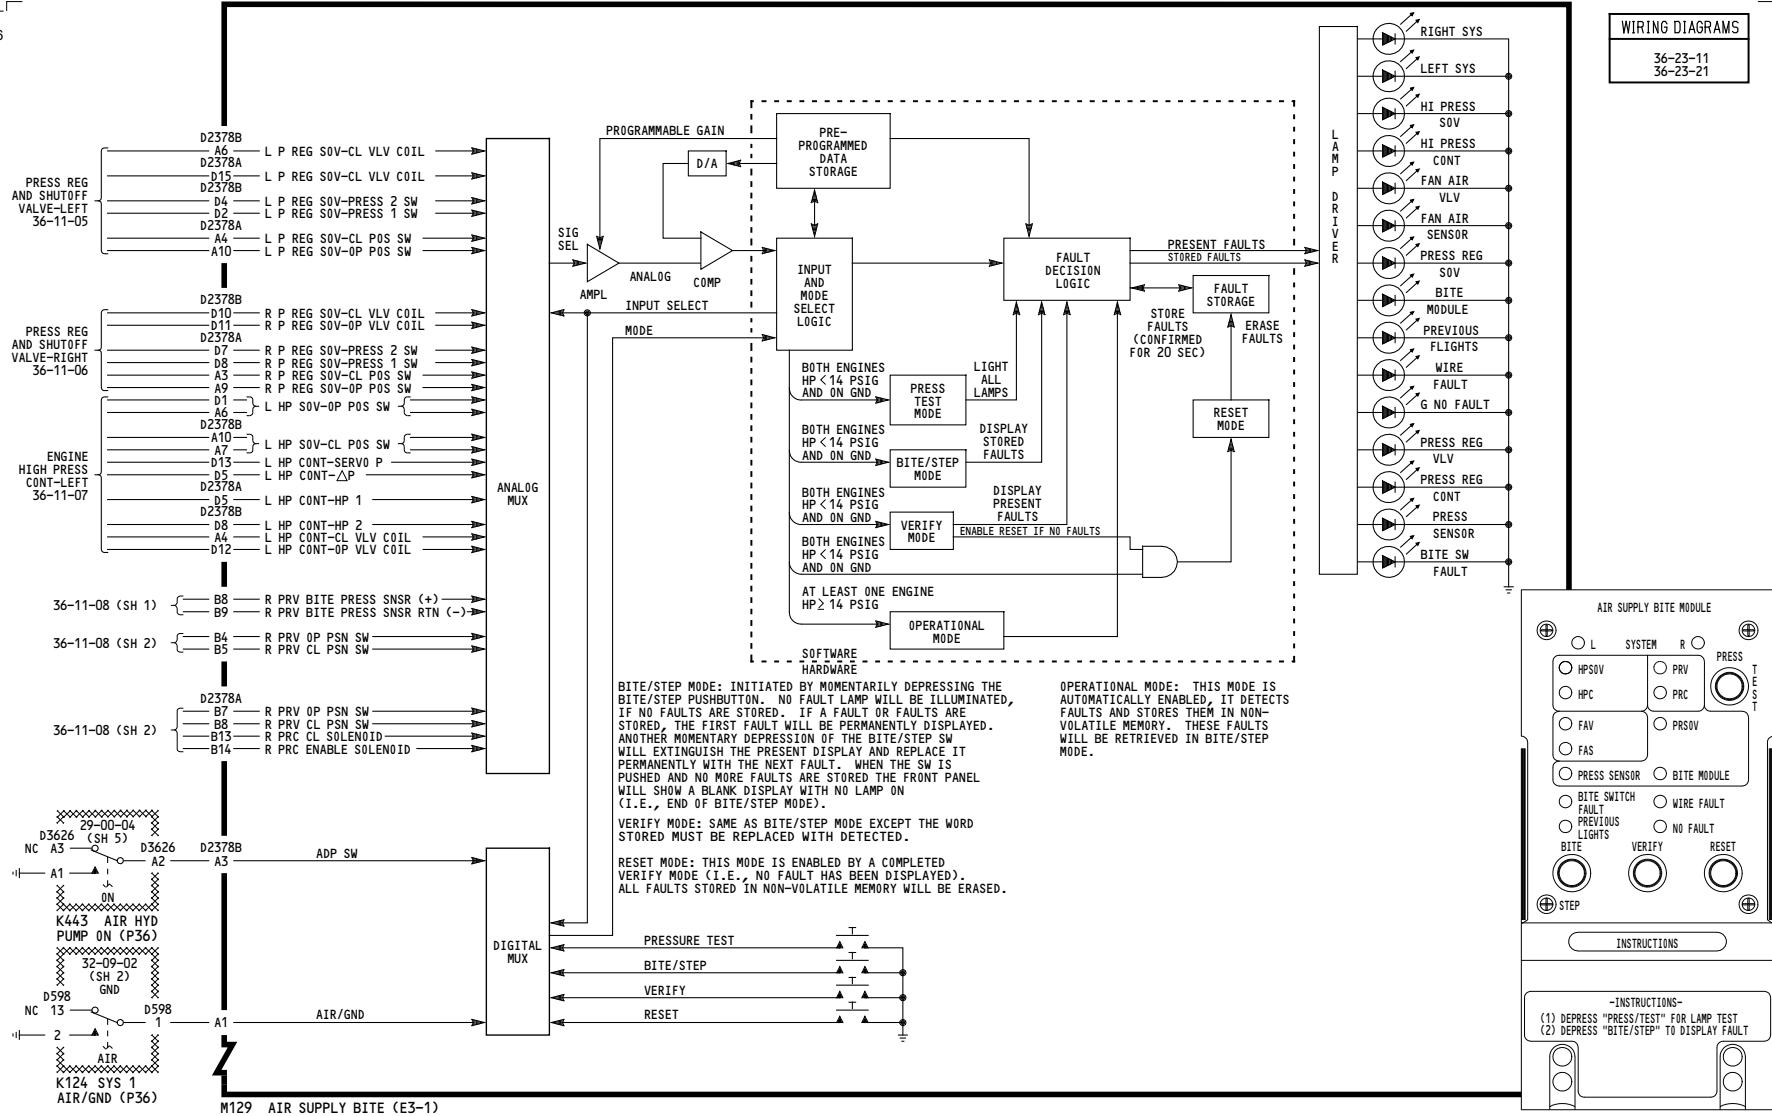 6
WIRING DIAGRAMS
36-23-11
36-23-21
PRESS REG
AND SHUTOFF
VALVE-LEFT
36-11-05
D2378B
A6 L P REG SOV-CL VLV COIL
D2378A
D15 L P REG SOV-CL VLV COIL
D2378B
D4 L P REG SOV-PRESS 2 SW
D2 L P REG SOV-PRESS 1 SW
D2378A
A4 L P REG SOV-CL POS SW
A10 L P REG SOV-OP POS SW
PRESS REG
AND SHUTOFF
VALVE-RIGHT
36-11-06
D2378B
D10 R P REG SOV-CL VLV COIL
D11 R P REG SOV-OP VLV COIL
D2378A
D7 R P REG SOV-PRESS 2 SW
D8 R P REG SOV-PRESS 1 SW
A3 R P REG SOV-CL POS SW
A9 R P REG SOV-OP POS SW
ENGINE
HIGH PRESS
CONT-LEFT
36-11-07
D1
A6
L HP SOV-OP POS SW
D2378B
A10
A7
L HP SOV-CL POS SW
D13 L HP CONT-SERVO P
D5 L HP CONT-△P
D2378A
D5 L HP CONT-HP 1
D2378B
D8 L HP CONT-HP 2
A4 L HP CONT-CL VLV COIL
D12 L HP CONT-OP VLV COIL
36-11-08 (SH 1)
B8 R PRV BITE PRESS SNSR (+)
B9 R PRV BITE PRESS SNSR RTN (-)
36-11-08 (SH 2)
B4 R PRV OP PSN SW
B5 R PRV CL PSN SW
36-11-08 (SH 2)
D2378A
B7 R PRV OP PSN SW
B8 R PRV CL PSN SW
B13 R PRC CL SOLENOID
B14 R PRC ENABLE SOLENOID
ANALOG
MUX
SIG
SEL
AMPL
ANALOG
COMP
PROGRAMMABLE GAIN
D/A
INPUT SELECT
MODE
PRE-
PROGRAMMED
DATA
STORAGE
INPUT
AND
MODE
SELECT
LOGIC
FAULT
DECISION
LOGIC
PRESENT FAULTS
STORED FAULTS
FAULT
STORAGE
STORE
FAULTS
(CONFIRMED
FOR 20 SEC)
ERASE
FAULTS
RESET
MODE
BOTH ENGINES
HP < 14 PSIG
AND ON GND
PRESS
TEST
MODE
LIGHT
ALL
LAMPS
BOTH ENGINES
HP < 14 PSIG
AND ON GND
BITE/STEP
MODE
DISPLAY
STORED
FAULTS
BOTH ENGINES
HP < 14 PSIG
AND ON GND
VERIFY
MODE
DISPLAY
PRESENT
FAULTS
ENABLE RESET IF NO FAULTS
BOTH ENGINES
HP < 14 PSIG
AND ON GND
AT LEAST ONE ENGINE
HP ≥ 14 PSIG
OPERATIONAL
MODE
SOFTWARE
HARDWARE
LAMP DRIVER
RIGHT SYS
LEFT SYS
HI PRESS
SOV
HI PRESS
CONT
FAN AIR
VLV
FAN AIR
SENSOR
PRESS REG
SOV
BITE
MODULE
PREVIOUS
FLIGHTS
WIRE
FAULT
G NO FAULT
PRESS REG
VLV
PRESS REG
CONT
PRESS
SENSOR
BITE SW
FAULT
BITE/STEP MODE: INITIATED BY MOMENTARILY DEPRESSING THE
BITE/STEP PUSHBUTTON. NO FAULT LAMP WILL BE ILLUMINATED,
IF NO FAULTS ARE STORED. IF A FAULT OR FAULTS ARE
STORED, THE FIRST FAULT WILL BE PERMANENTLY DISPLAYED.
ANOTHER MOMENTARY DEPRESSION OF THE BITE/STEP SW
WILL EXTINGUISH THE PRESENT DISPLAY AND REPLACE IT
PERMANENTLY WITH THE NEXT FAULT. WHEN THE SW IS
PUSHED AND NO MORE FAULTS ARE STORED THE FRONT PANEL
WILL SHOW A BLANK DISPLAY WITH NO LAMP ON
(I.E., END OF BITE/STEP MODE).
VERIFY MODE: SAME AS BITE/STEP MODE EXCEPT THE WORD
STORED MUST BE REPLACED WITH DETECTED.
RESET MODE: THIS MODE IS ENABLED BY A COMPLETED
VERIFY MODE (I.E., NO FAULT HAS BEEN DISPLAYED).
ALL FAULTS STORED IN NON-VOLATILE MEMORY WILL BE ERASED.
OPERATIONAL MODE: THIS MODE IS
AUTOMATICALLY ENABLED, IT DETECTS
FAULTS AND STORES THEM IN NON-
VOLATILE MEMORY. THESE FAULTS
WILL BE RETRIEVED IN BITE/STEP
MODE.
29-00-04
(SH 5)
D3626
NC A3
D3626
A2
D2378B
A3
ADP SW
A1
ON
K443 AIR HYD
PUMP ON (P36)
32-09-02
(SH 2)
GND
D598
NC 13
D598
1
A1
AIR/GND
2
AIR
K124 SYS 1
AIR/GND (P36)
DIGITAL
MUX
PRESSURE TEST
BITE/STEP
VERIFY
RESET
M129 AIR SUPPLY BITE (E3-1)
AIR SUPPLY BITE MODULE
L SYSTEM R
PRESS
TEST
HPSOV
PRV
HPC
PRC
FAV
PRSOV
FAS
PRESS SENSOR
BITE MODULE
BITE SWITCH
FAULT
WIRE FAULT
PREVIOUS
LIGHTS
NO FAULT
BITE
VERIFY
RESET
STEP
INSTRUCTIONS
-INSTRUCTIONS-
(1) DEPRESS "PRESS/TEST" FOR LAMP TEST
(2) DEPRESS "BITE/STEP" TO DISPLAY FAULT